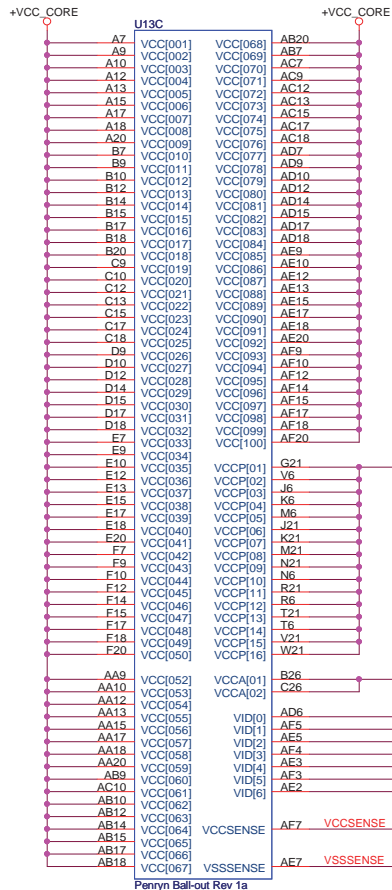 +VCC_CORE +VCC_CORE
U13C
A7 VCC[001] VCC[068] AB20
A9 VCC[002] VCC[069] AB7
A10 VCC[003] VCC[070] AC7
A12 VCC[004] VCC[071] AC9
A13 VCC[005] VCC[072] AC12
A15 VCC[006] VCC[073] AC13
A17 VCC[007] VCC[074] AC15
A18 VCC[008] VCC[075] AC17
A20 VCC[009] VCC[076] AC18
B7 VCC[010] VCC[077] AD7
B9 VCC[011] VCC[078] AD9
B10 VCC[012] VCC[079] AD10
B12 VCC[013] VCC[080] AD12
B14 VCC[014] VCC[081] AD14
B15 VCC[015] VCC[082] AD15
B17 VCC[016] VCC[083] AD17
B18 VCC[017] VCC[084] AD18
B20 VCC[018] VCC[085] AE9
C9 VCC[019] VCC[086] AE10
C10 VCC[020] VCC[087] AE12
C12 VCC[021] VCC[088] AE13
C13 VCC[022] VCC[089] AE15
C15 VCC[023] VCC[090] AE17
C17 VCC[024] VCC[091] AE18
C18 VCC[025] VCC[092] AE20
D9 VCC[026] VCC[093] AF9
D10 VCC[027] VCC[094] AF10
D12 VCC[028] VCC[095] AF12
D14 VCC[029] VCC[096] AF14
D15 VCC[030] VCC[097] AF15
D17 VCC[031] VCC[098] AF17
D18 VCC[032] VCC[099] AF18
E7 VCC[033] VCC[100] AF20
E9 VCC[034]
E10 VCC[035] VCCP[01] G21
E12 VCC[036] VCCP[02] V6
E13 VCC[037] VCCP[03] J6
E15 VCC[038] VCCP[04] K6
E17 VCC[039] VCCP[05] M6
E18 VCC[040] VCCP[06] J21
E20 VCC[041] VCCP[07] K21
F7 VCC[042] VCCP[08] M21
F9 VCC[043] VCCP[09] N21
F10 VCC[044] VCCP[10] N6
F12 VCC[045] VCCP[11] R21
F14 VCC[046] VCCP[12] R6
F15 VCC[047] VCCP[13] T21
F17 VCC[048] VCCP[14] T6
F18 VCC[049] VCCP[15] V21
F20 VCC[050] VCCP[16] W21
AA9 VCC[052] VCCA[01] B26
AA10 VCC[053] VCCA[02] C26
AA12 VCC[054]
AA13 VCC[055] VID[0] AD6
AA15 VCC[056] VID[1] AF5
AA17 VCC[057] VID[2] AE5
AA18 VCC[058] VID[3] AF4
AA20 VCC[059] VID[4] AE3
AB9 VCC[060] VID[5] AF3
AC10 VCC[061] VID[6] AE2
AB10 VCC[062]
AB12 VCC[063]
AB14 VCC[064] VCCSENSE AF7 VCCSENSE
AB15 VCC[065]
AB17 VCC[066]
AB18 VCC[067] VSSSENSE AE7 VSSSENSE
Penryn Ball-out Rev 1a